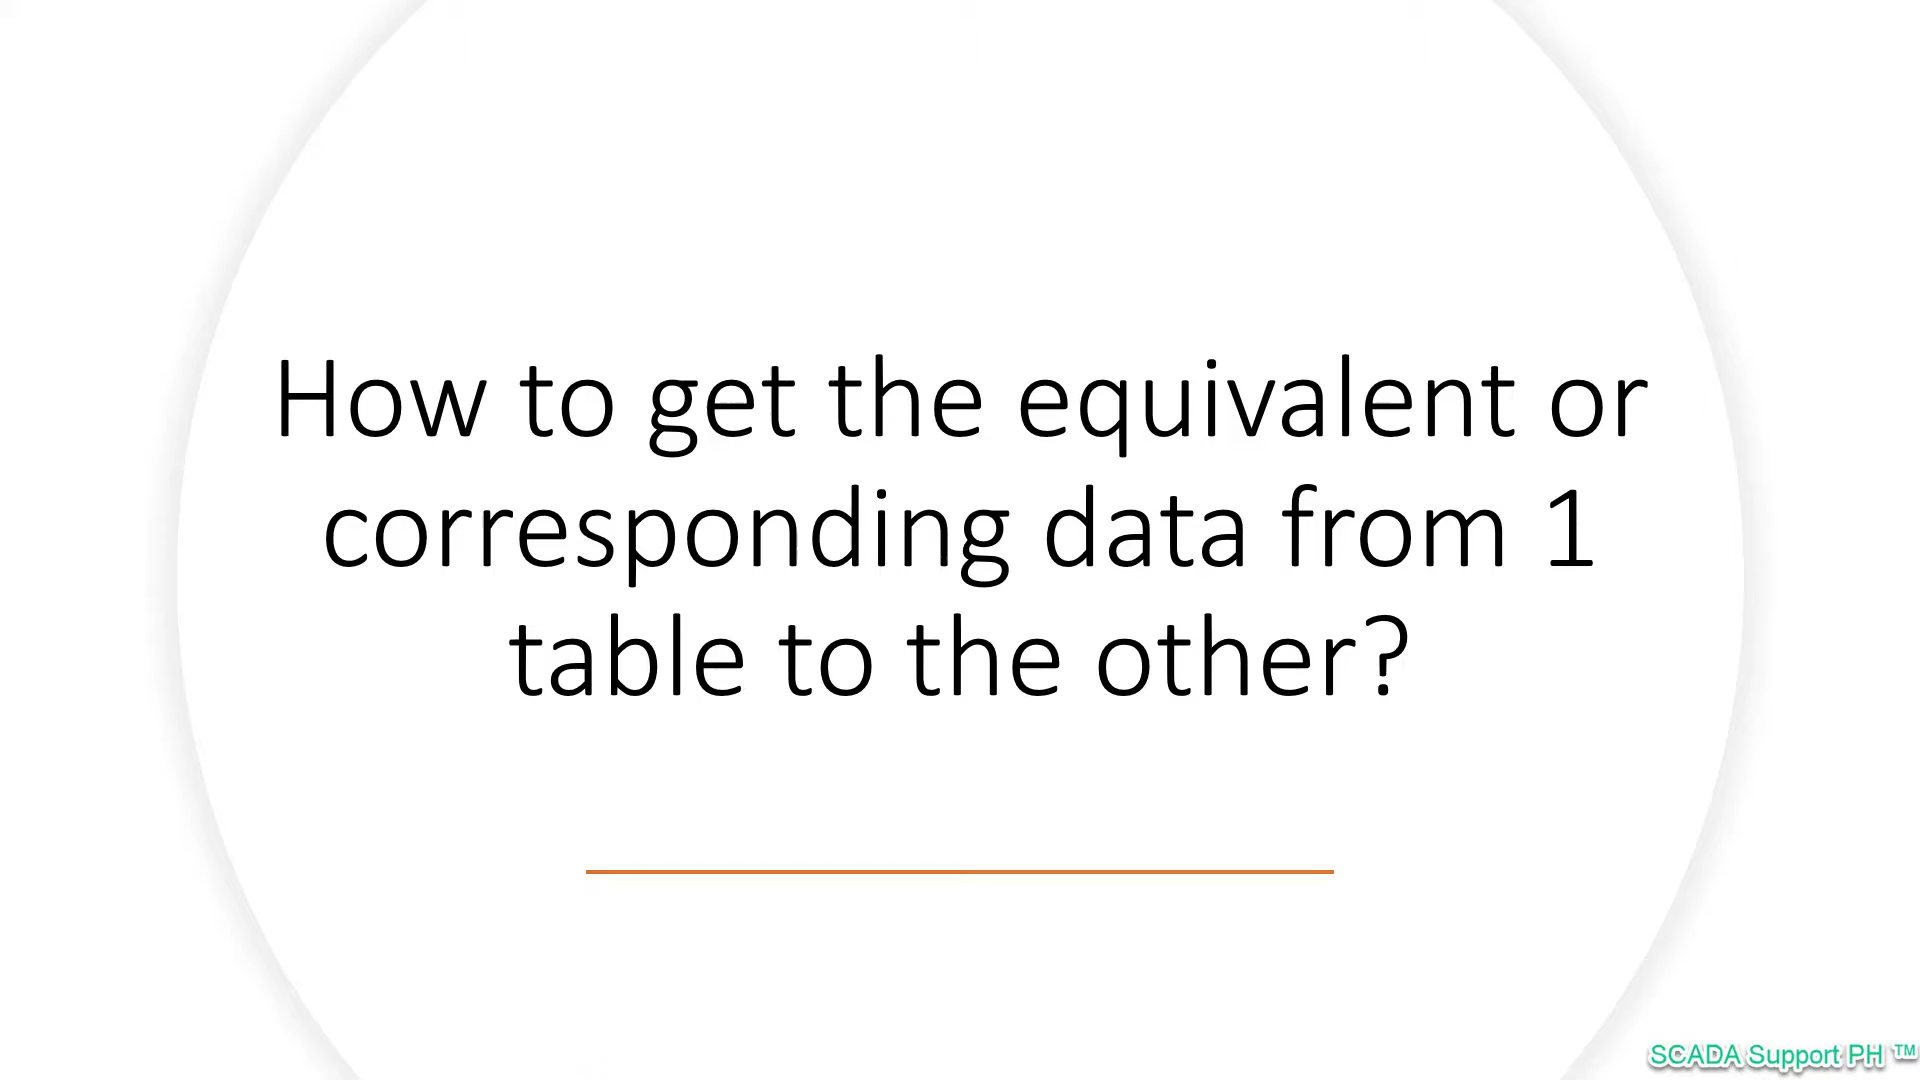 How to get the equivalent or
corresponding data from 1
table to the other?
SCADA Support PH ™